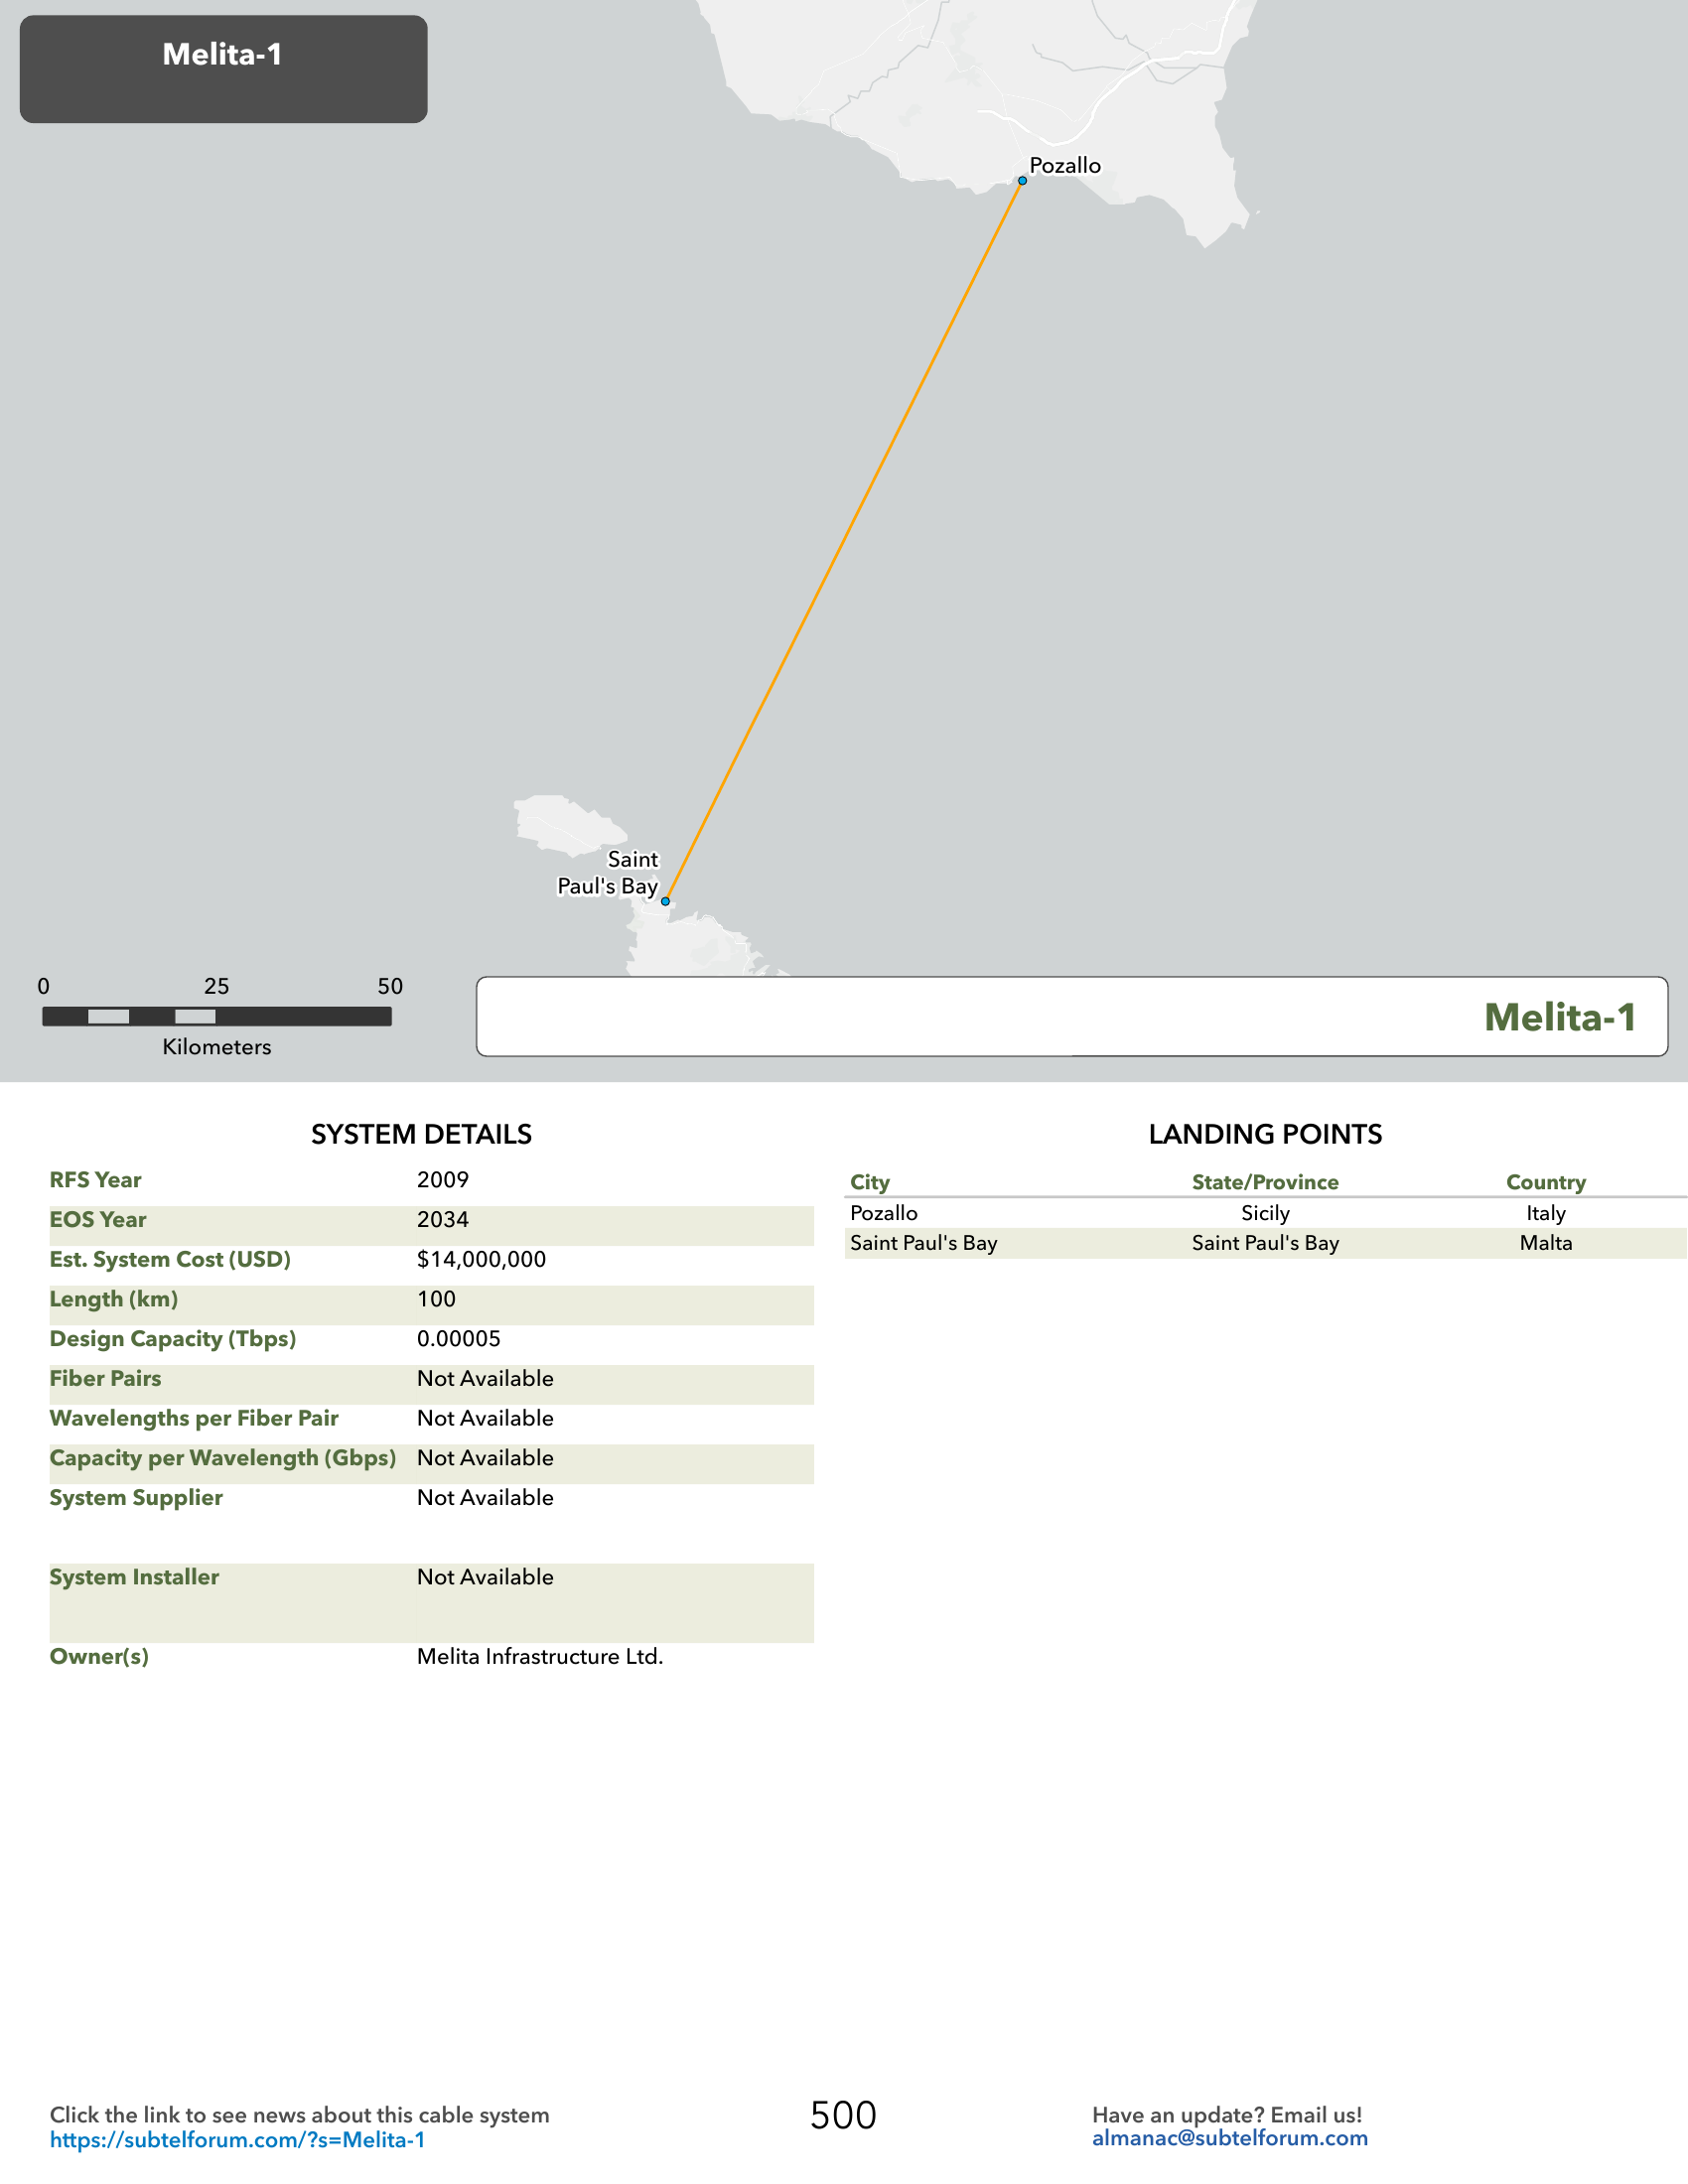 Melita-1
Pozallo
Saint
Paul's Bay
0 25 50
Kilometers
Melita-1
SYSTEM DETAILS
RFS Year 2009
EOS Year 2034
Est. System Cost (USD) $14,000,000
Length (km) 100
Design Capacity (Tbps) 0.00005
Fiber Pairs Not Available
Wavelengths per Fiber Pair Not Available
Capacity per Wavelength (Gbps) Not Available
System Supplier Not Available
System Installer Not Available
Owner(s) Melita Infrastructure Ltd.
LANDING POINTS
City State/Province Country
Pozallo Sicily Italy
Saint Paul's Bay Saint Paul's Bay Malta
Click the link to see news about this cable system
https://subtelforum.com/?s=Melita-1
500
Have an update? Email us!
almanac@subtelforum.com